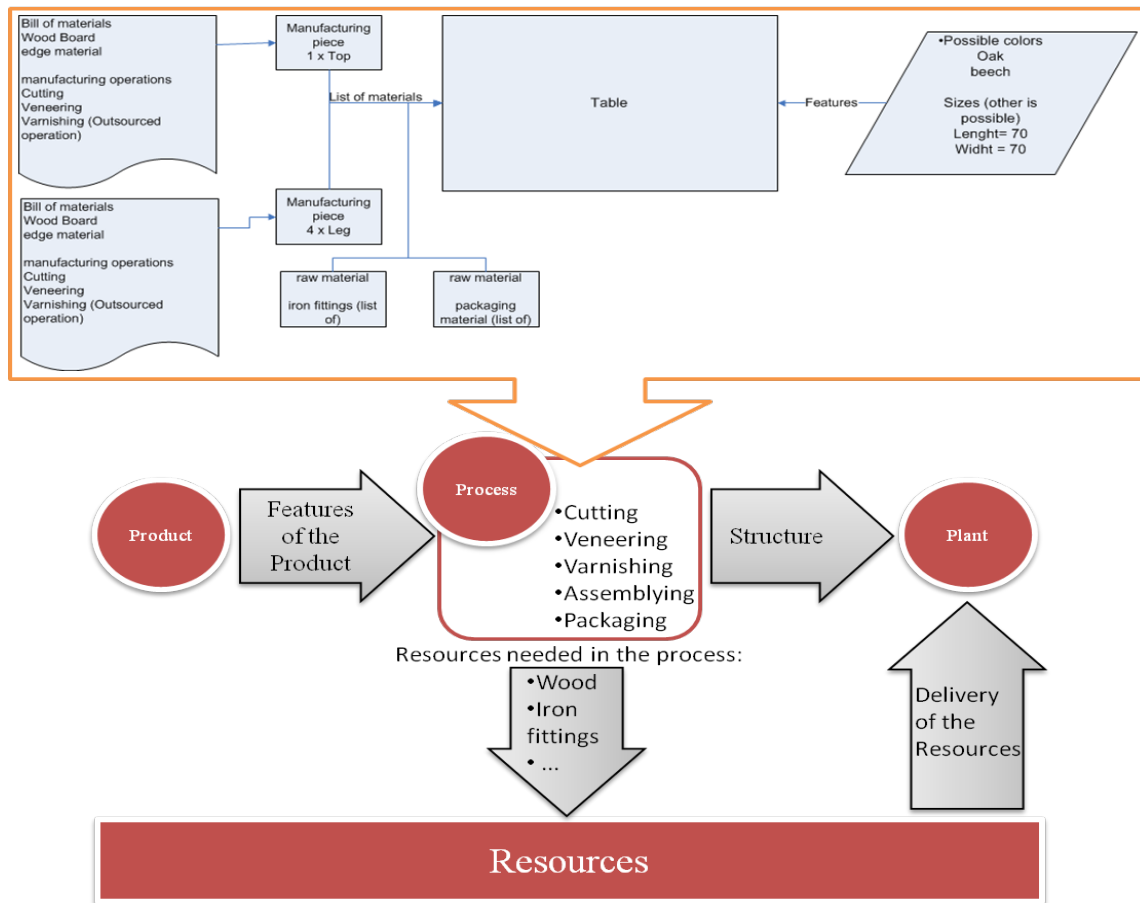 Bill of materials
Wood Board
edge material
manufacturing operations
Cutting
Veneering
Varnishing (Outsourced
operation)
Manufacturing
piece
1 x Top
List of materials
Table
Features
•Possible colors
Oak
beech
Sizes (other is
possible)
Lenght= 70
Widht = 70
Bill of materials
Wood Board
edge material
manufacturing operations
Cutting
Veneering
Varnishing (Outsourced
operation)
Manufacturing
piece
4 x Leg
raw material
iron fittings (list
of)
raw material
packaging
material (list of)
Product
Features
of the
Product
Process
•Cutting
•Veneering
•Varnishing
•Assemblying
•Packaging
Structure
Plant
Resources needed in the process:
•Wood
•Iron
fittings
• ...
Delivery
of the
Resources
Resources